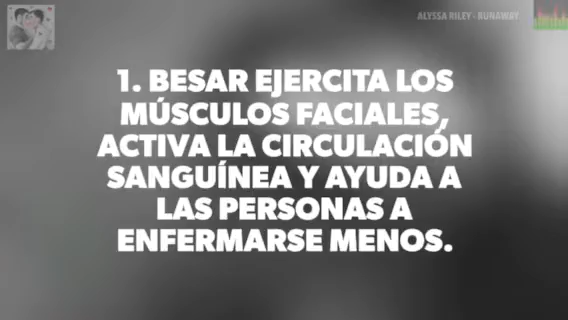 ALYSSA RILEY - RUNAWAY
1. BESAR EJERCITA LOS
MÚSCULOS FACIALES,
ACTIVA LA CIRCULACIÓN
SANGUÍNEA Y AYUDA A
LAS PERSONAS A
ENFERMARSE MENOS.